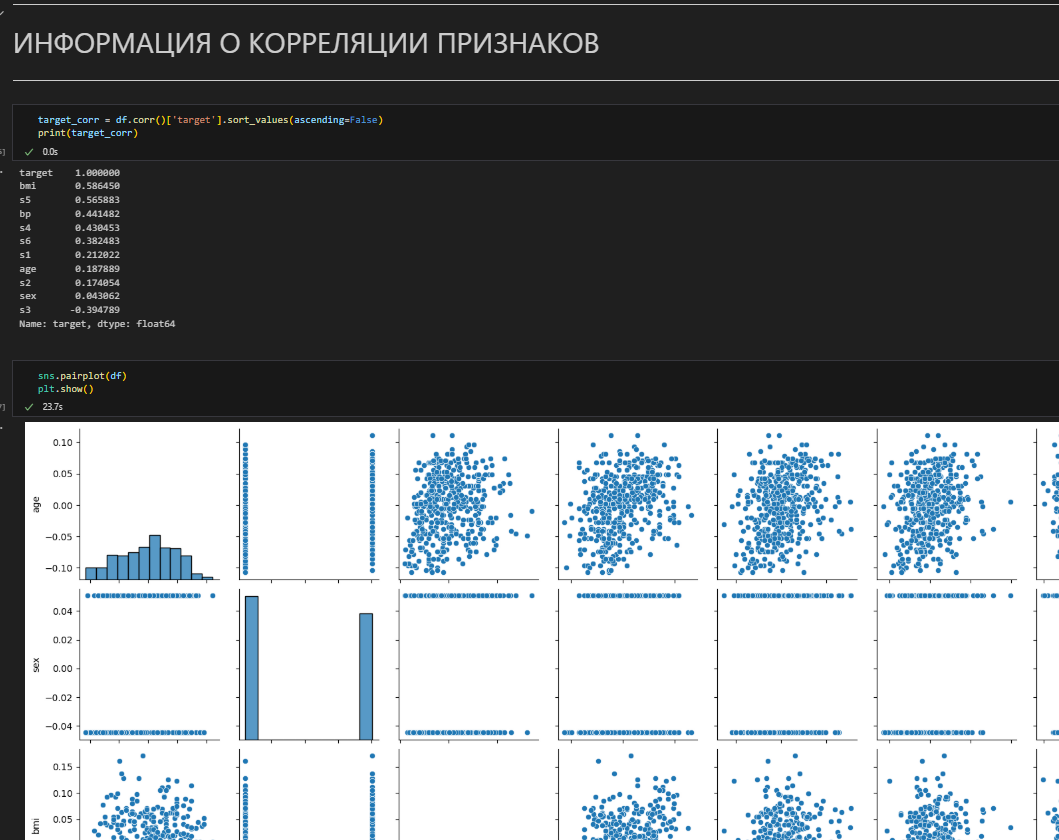 ИНФОРМАЦИЯ О КОРРЕЛЯЦИИ ПРИЗНАКОВ
target_corr = df.corr()['target'].sort_values(ascending=False)
print(target_corr)
0.0s
target 1.000000
bmi 0.586450
s5 0.565883
bp 0.441482
s4 0.430453
s6 0.382483
s1 0.212022
age 0.187889
s2 0.174054
sex 0.043062
s3 -0.394789
Name: target, dtype: float64
sns.pairplot(df)
plt.show()
23.7s
0.10
0.05
age
0.00
−0.05
−0.10
0.04
0.02
sex
0.00
−0.02
−0.04
0.15
0.10
0.05
bmi